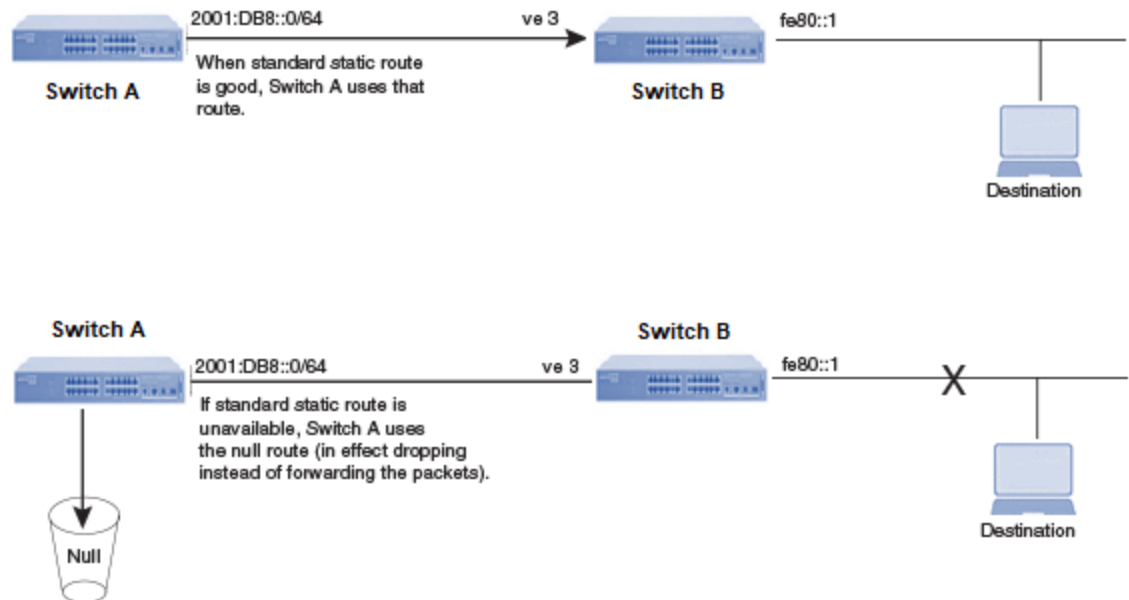 2001:DB8::0/64
ve 3
fe80::1
When standard static route
is good, Switch A uses that
route.
Switch A
Switch B
Destination
Switch A
Switch B
2001:DB8::0/64
ve 3
fe80::1
X
If standard static route is
unavailable, Switch A uses
the null route (in effect dropping
instead of forwarding the packets).
Null
Destination